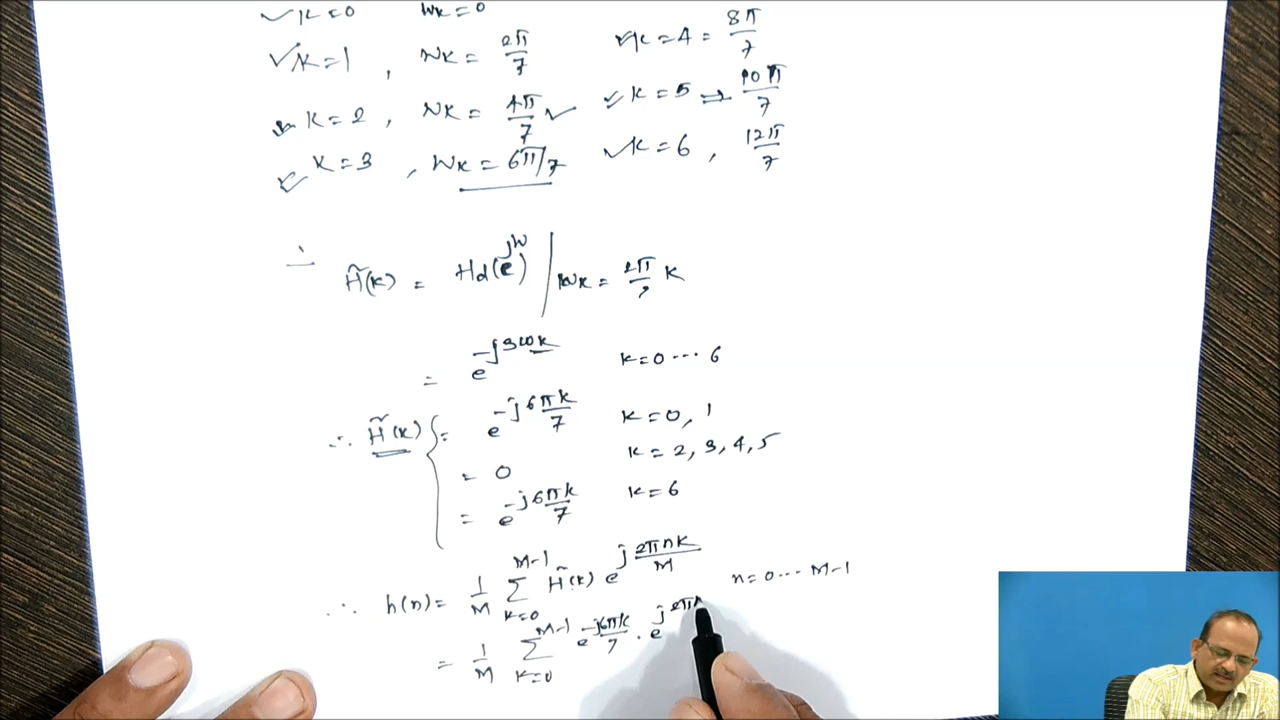 ✓ K=0 WK=0
✓ K=1 , WK = 2π/7 ✓ K=4 = 8π/7
K=2 , WK = 4π/7 ✓ ✓ K=5 ⇒ 10π/7
✓ K=3 , WK = 6π/7 ✓ K=6 , 12π/7
∴ H̃(K) = Hd(e^jW) | WK = 2π/7 K
= e^-j3ωk K=0 ··· 6
∴ H̃(K) { = e^-j6πk/7 K=0, 1
= 0 K = 2, 3, 4, 5
= e^-j6πk/7 K=6
∴ h(n) = 1/M Σ_{K=0}^{M-1} H̃(K) e^j2πnK/M n=0 ··· M-1
= 1/M Σ_{K=0}^{M-1} e^-j6πk/7 . e^j2π